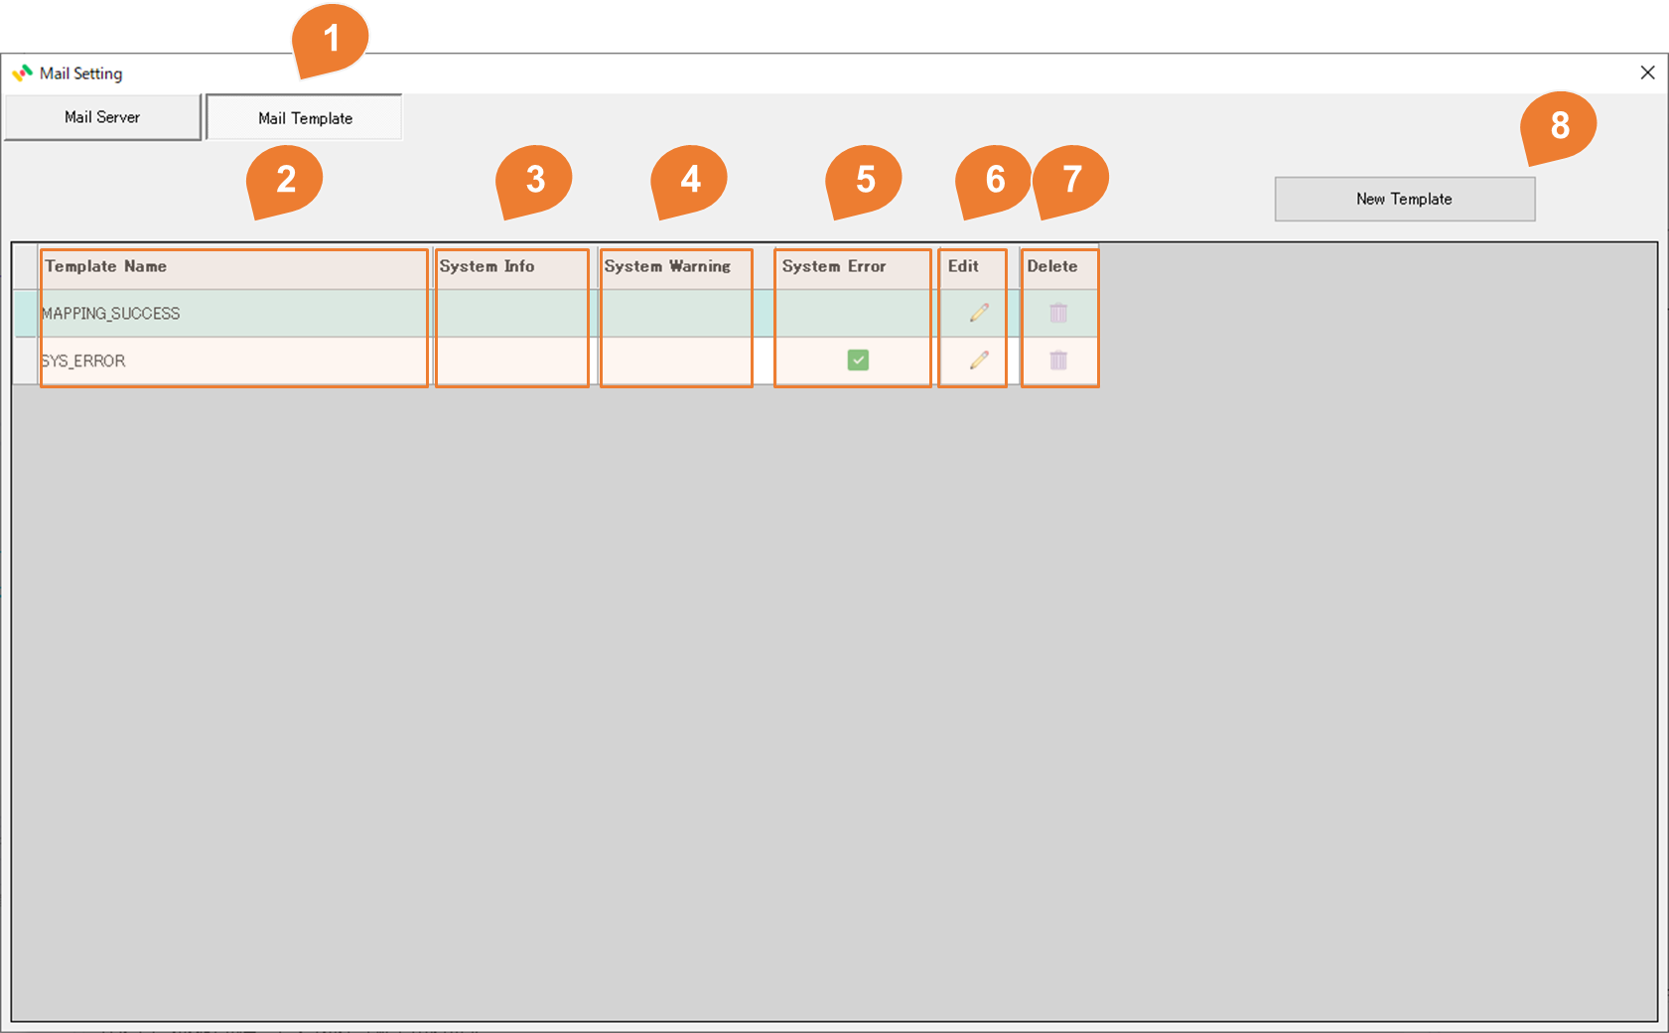 1
Mail Setting
Mail Server
Mail Template
8
2
3
4
5
6
7
New Template
Template Name
System Info
System Warning
System Error
Edit
Delete
MAPPING_SUCCESS
SYS_ERROR